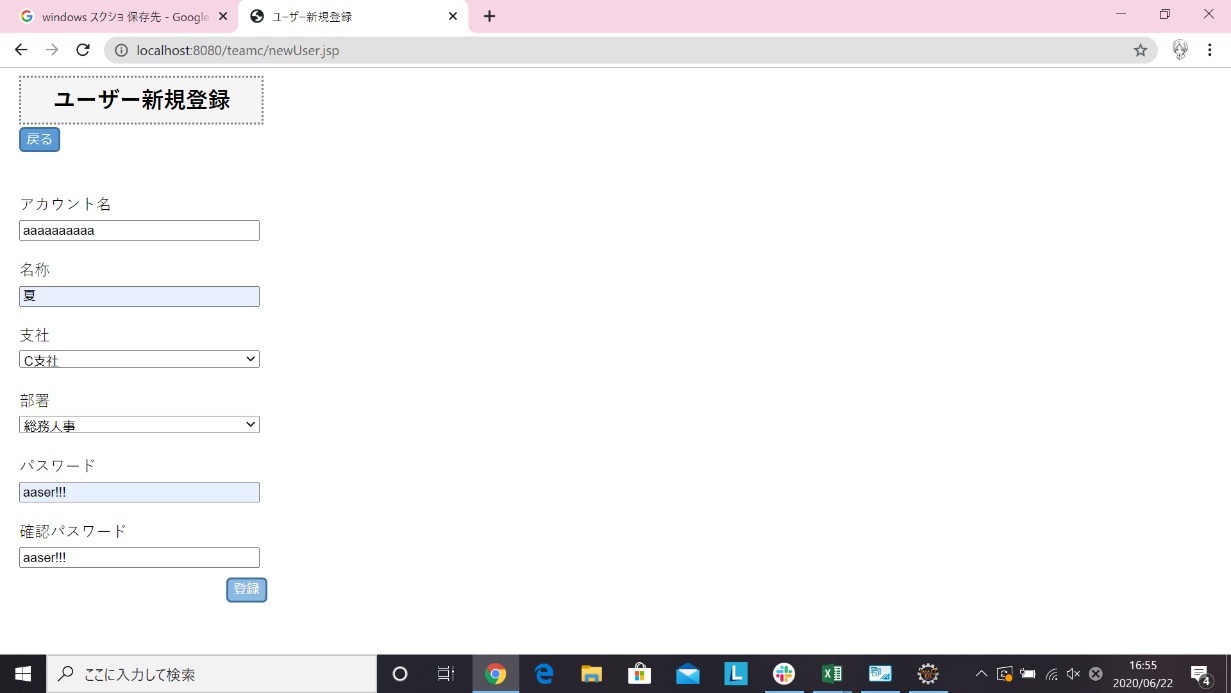 windows スクショ 保存先 - Google
ユーザー新規登録
localhost:8080/teamc/newUser.jsp
ユーザー新規登録
戻る
アカウント名
aaaaaaaaaa
名称
夏
支社
C支社
部署
総務人事
パスワード
aaser!!!
確認パスワード
aaser!!!
登録
ここに入力して検索
16:55
2020/06/22
4